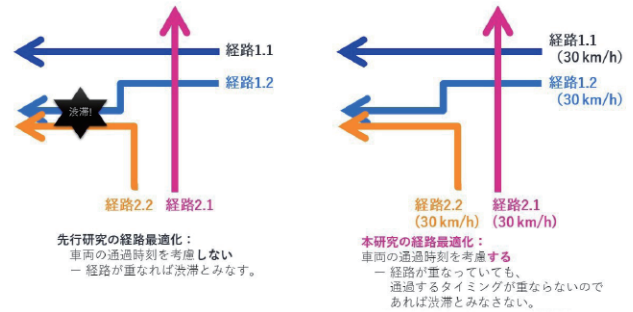 経路1.1
経路1.2
渋滞!
経路2.2 経路2.1
先行研究の経路最適化：
車両の通過時刻を考慮しない
― 経路が重なれば渋滞とみなす。
経路1.1
（30 km/h）
経路1.2
（30 km/h）
経路2.2 経路2.1
（30 km/h）（30 km/h）
本研究の経路最適化：
車両の通過時刻を考慮する
― 経路が重なっていても、
通過するタイミングが重ならないので
あれば渋滞とみなさない。